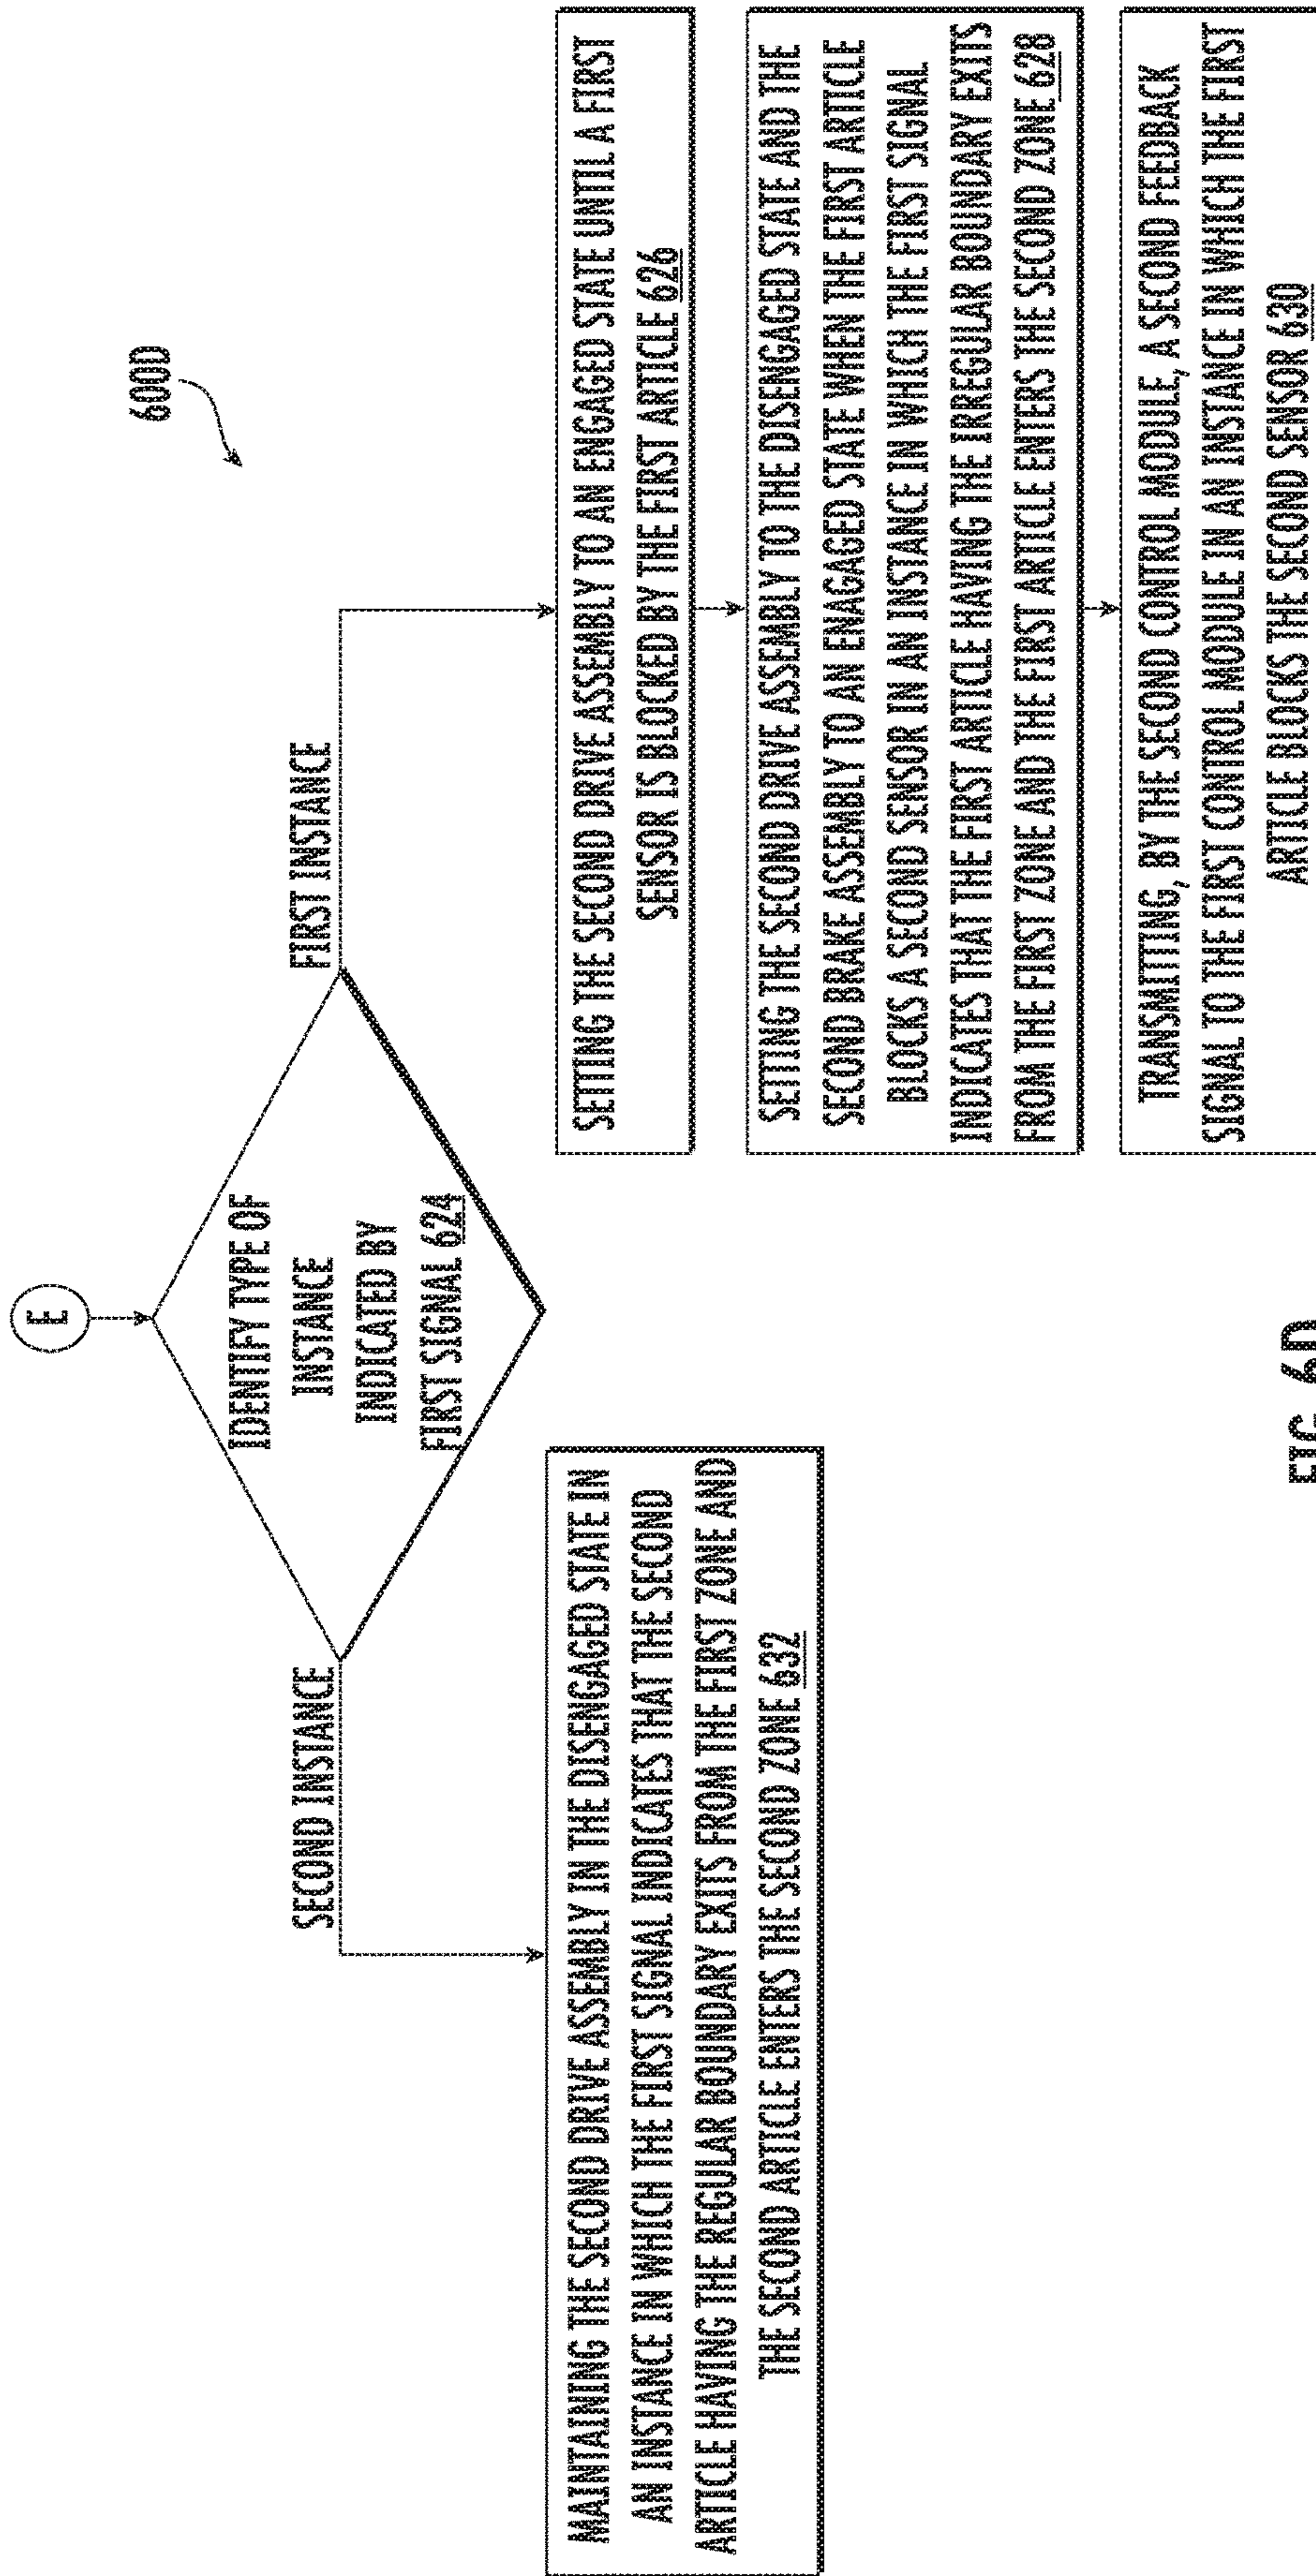 600D
E
IDENTIFY TYPE OF
INSTANCE
INDICATED BY
FIRST SIGNAL 624
SECOND INSTANCE
FIRST INSTANCE
MAINTAINING THE SECOND DRIVE ASSEMBLY IN THE DISENGAGED STATE IN
AN INSTANCE IN WHICH THE FIRST SIGNAL INDICATES THAT THE SECOND
ARTICLE HAVING THE REGULAR BOUNDARY EXITS FROM THE FIRST ZONE AND
THE SECOND ARTICLE ENTERS THE SECOND ZONE 632
SETTING THE SECOND DRIVE ASSEMBLY TO AN ENGAGED STATE UNTIL A FIRST
SENSOR IS BLOCKED BY THE FIRST ARTICLE 626
SETTING THE SECOND DRIVE ASSEMBLY TO THE DISENGAGED STATE AND THE
SECOND BRAKE ASSEMBLY TO AN ENAGAGED STATE WHEN THE FIRST ARTICLE
BLOCKS A SECOND SENSOR IN AN INSTANCE IN WHICH THE FIRST SIGNAL
INDICATES THAT THE FIRST ARTICLE HAVING THE IRREGULAR BOUNDARY EXITS
FROM THE FIRST ZONE AND THE FIRST ARTICLE ENTERS THE SECOND ZONE 628
TRANSMITTING, BY THE SECOND CONTROL MODULE, A SECOND FEEDBACK
SIGNAL TO THE FIRST CONTROL MODULE IN AN INSTANCE IN WHICH THE FIRST
ARTICLE BLOCKS THE SECOND SENSOR 630
FIG. 6D